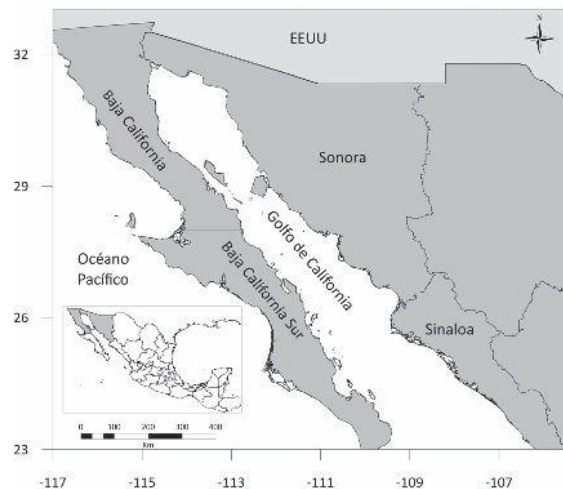 N
EEUU
32
Baja California
Sonora
29
Golfo de California
Océano
Pacífico
Baja California Sur
26
Sinaloa
0 100 200 300 400
Km
23
-117 -115 -113 -111 -109 -107